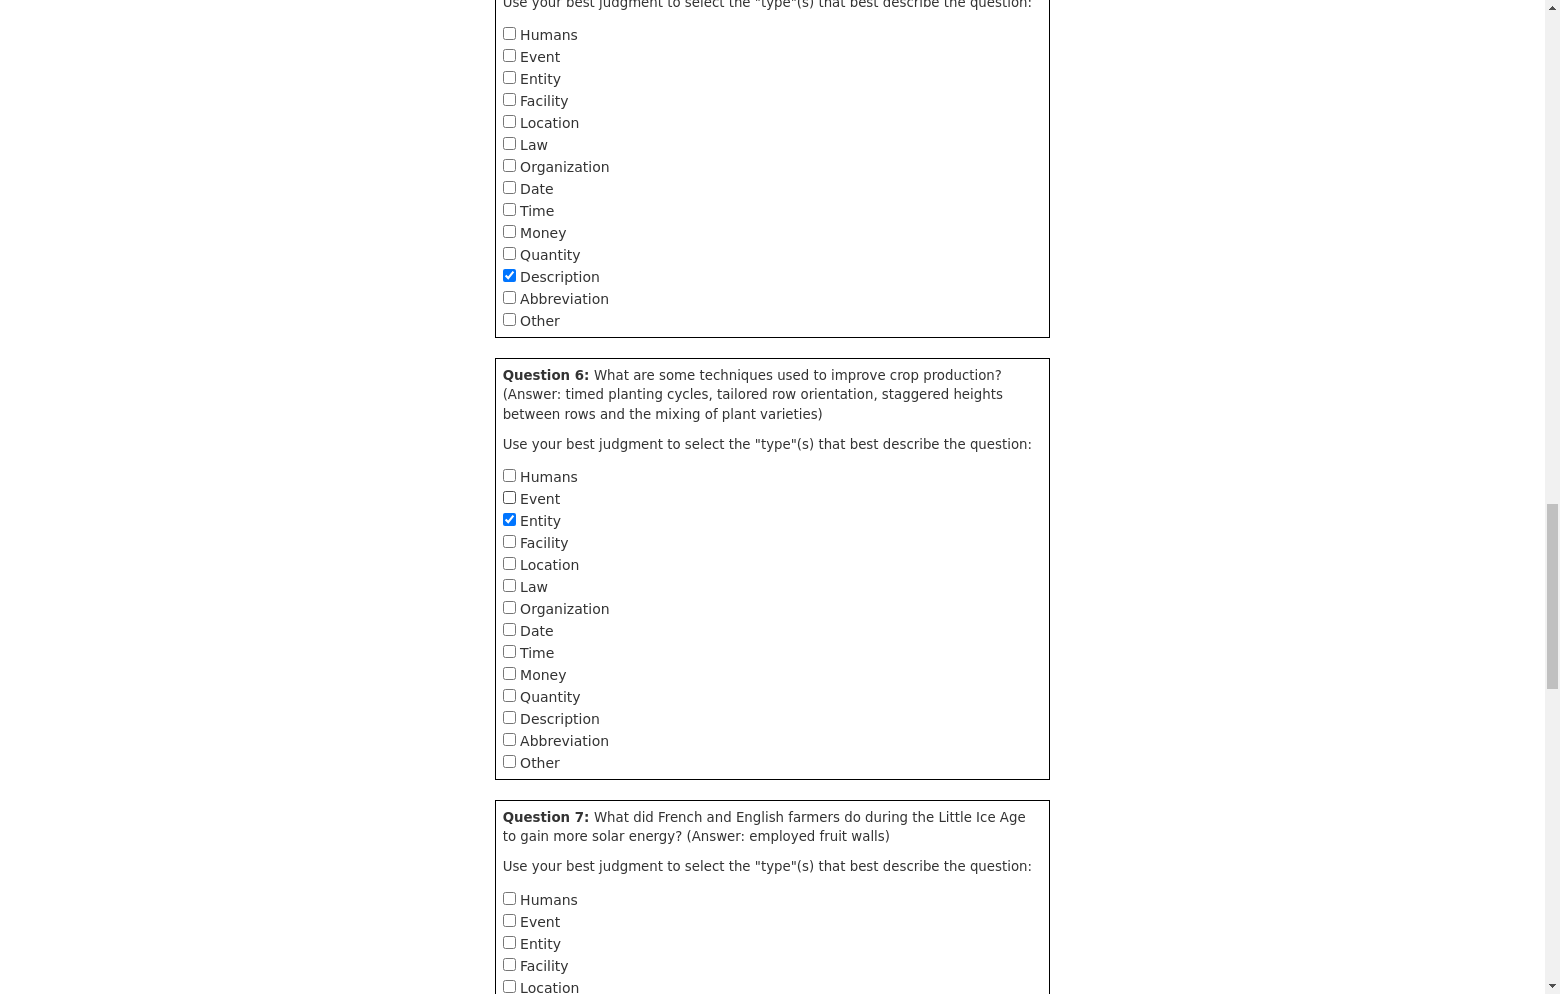 Use your best judgment to select the "type"(s) that best describe the question:
Humans
Event
Entity
Facility
Location
Law
Organization
Date
Time
Money
Quantity
Description
Abbreviation
Other
Question 6: What are some techniques used to improve crop production?
(Answer: timed planting cycles, tailored row orientation, staggered heights
between rows and the mixing of plant varieties)
Use your best judgment to select the "type"(s) that best describe the question:
Humans
Event
Entity
Facility
Location
Law
Organization
Date
Time
Money
Quantity
Description
Abbreviation
Other
Question 7: What did French and English farmers do during the Little Ice Age
to gain more solar energy? (Answer: employed fruit walls)
Use your best judgment to select the "type"(s) that best describe the question:
Humans
Event
Entity
Facility
Location